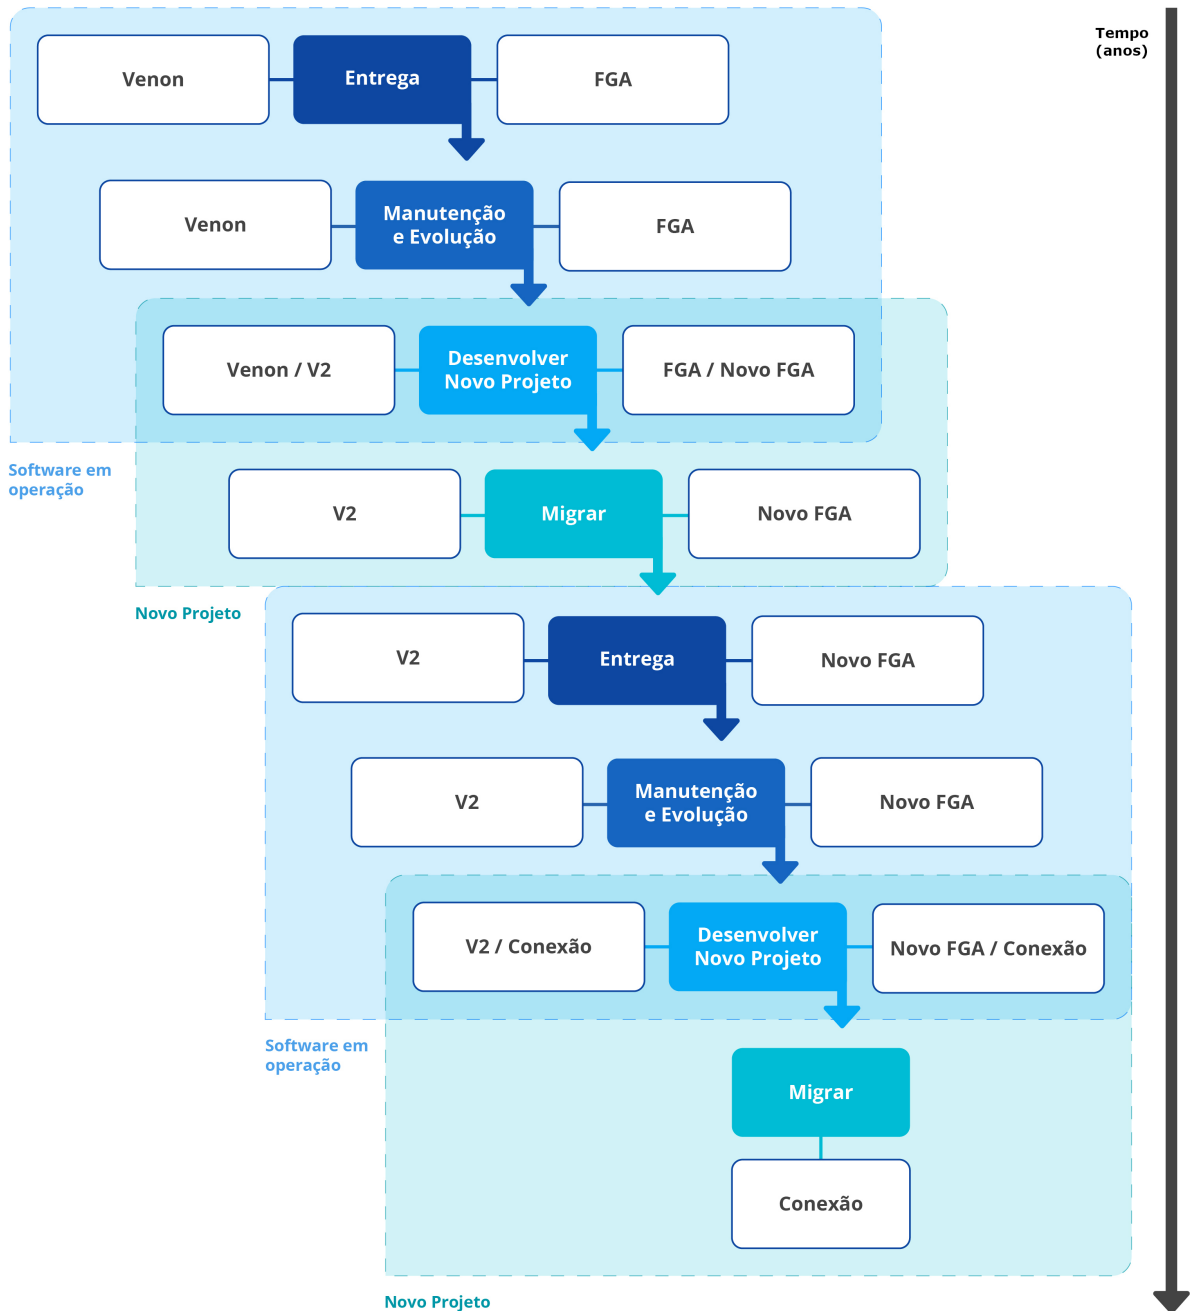 Tempo
(anos)
Venon
Entrega
FGA
Venon
Manutenção
e Evolução
FGA
Venon / V2
Desenvolver
Novo Projeto
FGA / Novo FGA
Software em
operação
V2
Migrar
Novo FGA
Novo Projeto
V2
Entrega
Novo FGA
V2
Manutenção
e Evolução
Novo FGA
V2 / Conexão
Desenvolver
Novo Projeto
Novo FGA / Conexão
Software em
operação
Migrar
Conexão
Novo Projeto